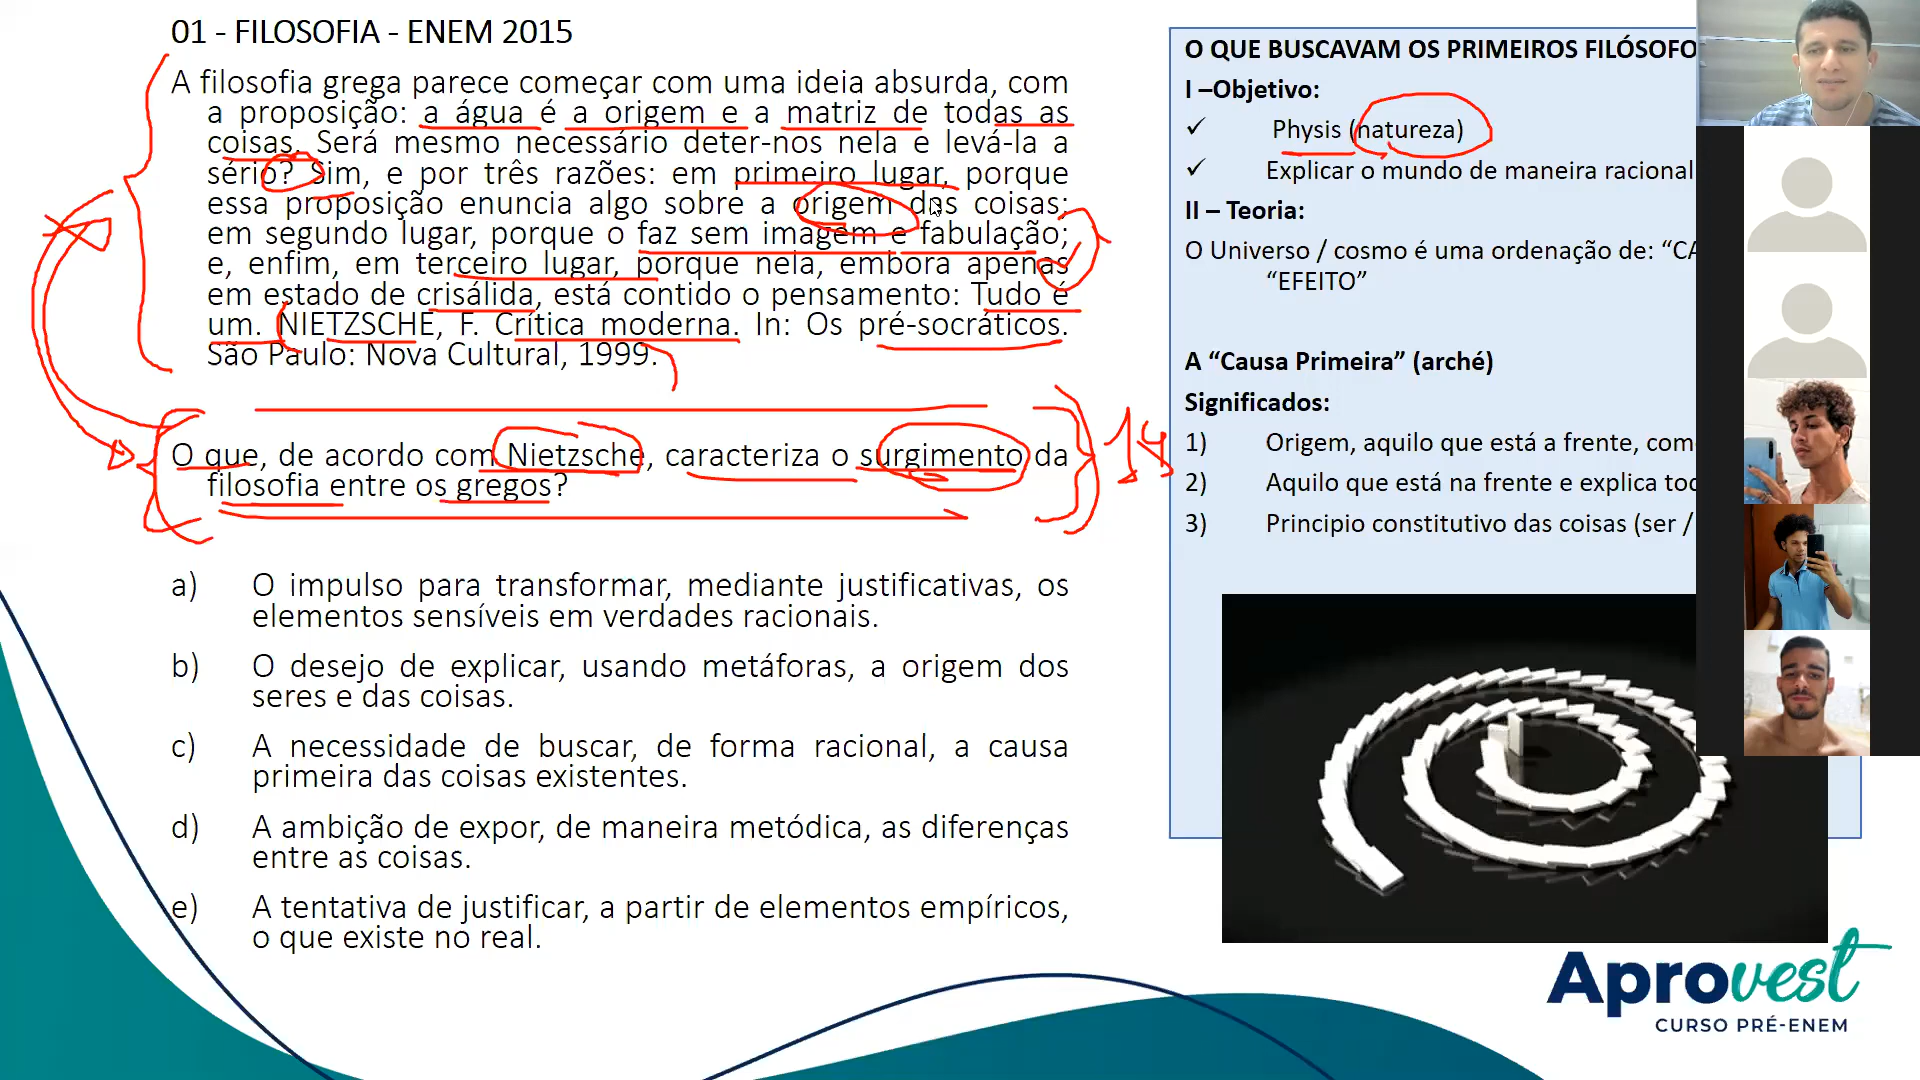 01 - FILOSOFIA - ENEM 2015
A filosofia grega parece começar com uma ideia absurda, com
a proposição: a água é a origem e a matriz de todas as
coisas. Será mesmo necessário deter-nos nela e levá-la a
sério? Sim, e por três razões: em primeiro lugar, porque
essa proposição enuncia algo sobre a origem das coisas;
em segundo lugar, porque o faz sem imagem e fabulação;
e, enfim, em terceiro lugar, porque nela, embora apenas
em estado de crisálida, está contido o pensamento: Tudo é
um. NIETZSCHE, F. Crítica moderna. In: Os pré-socráticos.
São Paulo: Nova Cultural, 1999.
O que, de acordo com Nietzsche, caracteriza o surgimento da
filosofia entre os gregos?
a) O impulso para transformar, mediante justificativas, os
elementos sensíveis em verdades racionais.
b) O desejo de explicar, usando metáforas, a origem dos
seres e das coisas.
c) A necessidade de buscar, de forma racional, a causa
primeira das coisas existentes.
d) A ambição de expor, de maneira metódica, as diferenças
entre as coisas.
e) A tentativa de justificar, a partir de elementos empíricos,
o que existe no real.
O QUE BUSCAVAM OS PRIMEIROS FILÓSOFO
I –Objetivo:
✓ Physis (natureza)
✓ Explicar o mundo de maneira racional
II – Teoria:
O Universo / cosmo é uma ordenação de: “CA
“EFEITO”
A “Causa Primeira” (arché)
Significados:
1) Origem, aquilo que está a frente, com
2) Aquilo que está na frente e explica to
3) Principio constitutivo das coisas (ser /
Aprovest
CURSO PRÉ-ENEM